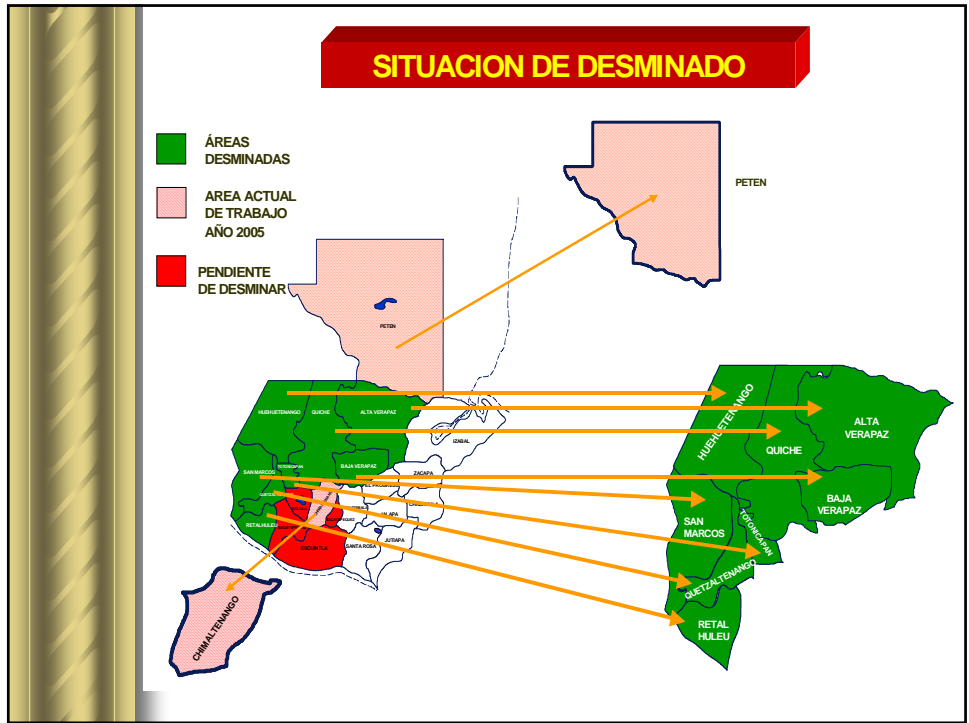 SITUACION DE DESMINADO
ÁREAS
DESMINADAS
AREA ACTUAL
DE TRABAJO
AÑO 2005
PENDIENTE
DE DESMINAR
PETEN
PETEN
HUEHUETENANGO
QUICHE
ALTA VERAPAZ
IZABAL
SAN MARCOS
TOTONICAPAN
BAJA VERAPAZ
ZACAPA
RETALHULEU
JALAPA
ESCUINTLA
SANTA ROSA
JUTIAPA
CHIMALTENANGO
HUEHUETENANGO
QUICHE
ALTA
VERAPAZ
BAJA
VERAPAZ
SAN
MARCOS
TOTONICAPAN
QUETZALTENANGO
RETAL
HULEU